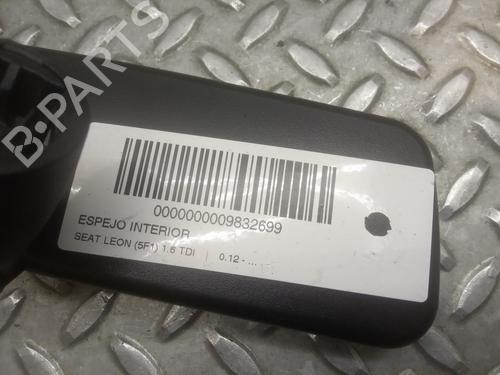 B-PARTS
0000000009832699
ESPEJO INTERIOR
SEAT LEON (5F1) 1.6 TDI | 0.12 - ...